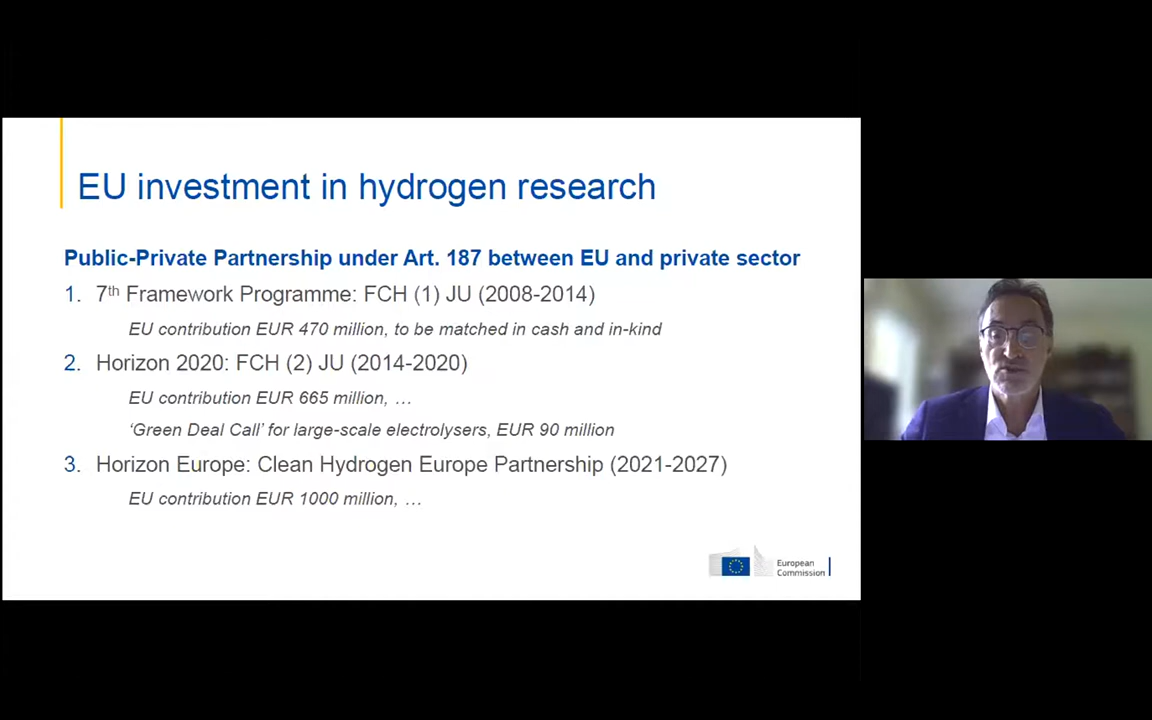 EU investment in hydrogen research
Public-Private Partnership under Art. 187 between EU and private sector
1. 7th Framework Programme: FCH (1) JU (2008-2014)
EU contribution EUR 470 million, to be matched in cash and in-kind
2. Horizon 2020: FCH (2) JU (2014-2020)
EU contribution EUR 665 million, …
‘Green Deal Call’ for large-scale electrolysers, EUR 90 million
3. Horizon Europe: Clean Hydrogen Europe Partnership (2021-2027)
EU contribution EUR 1000 million, …
European
Commission